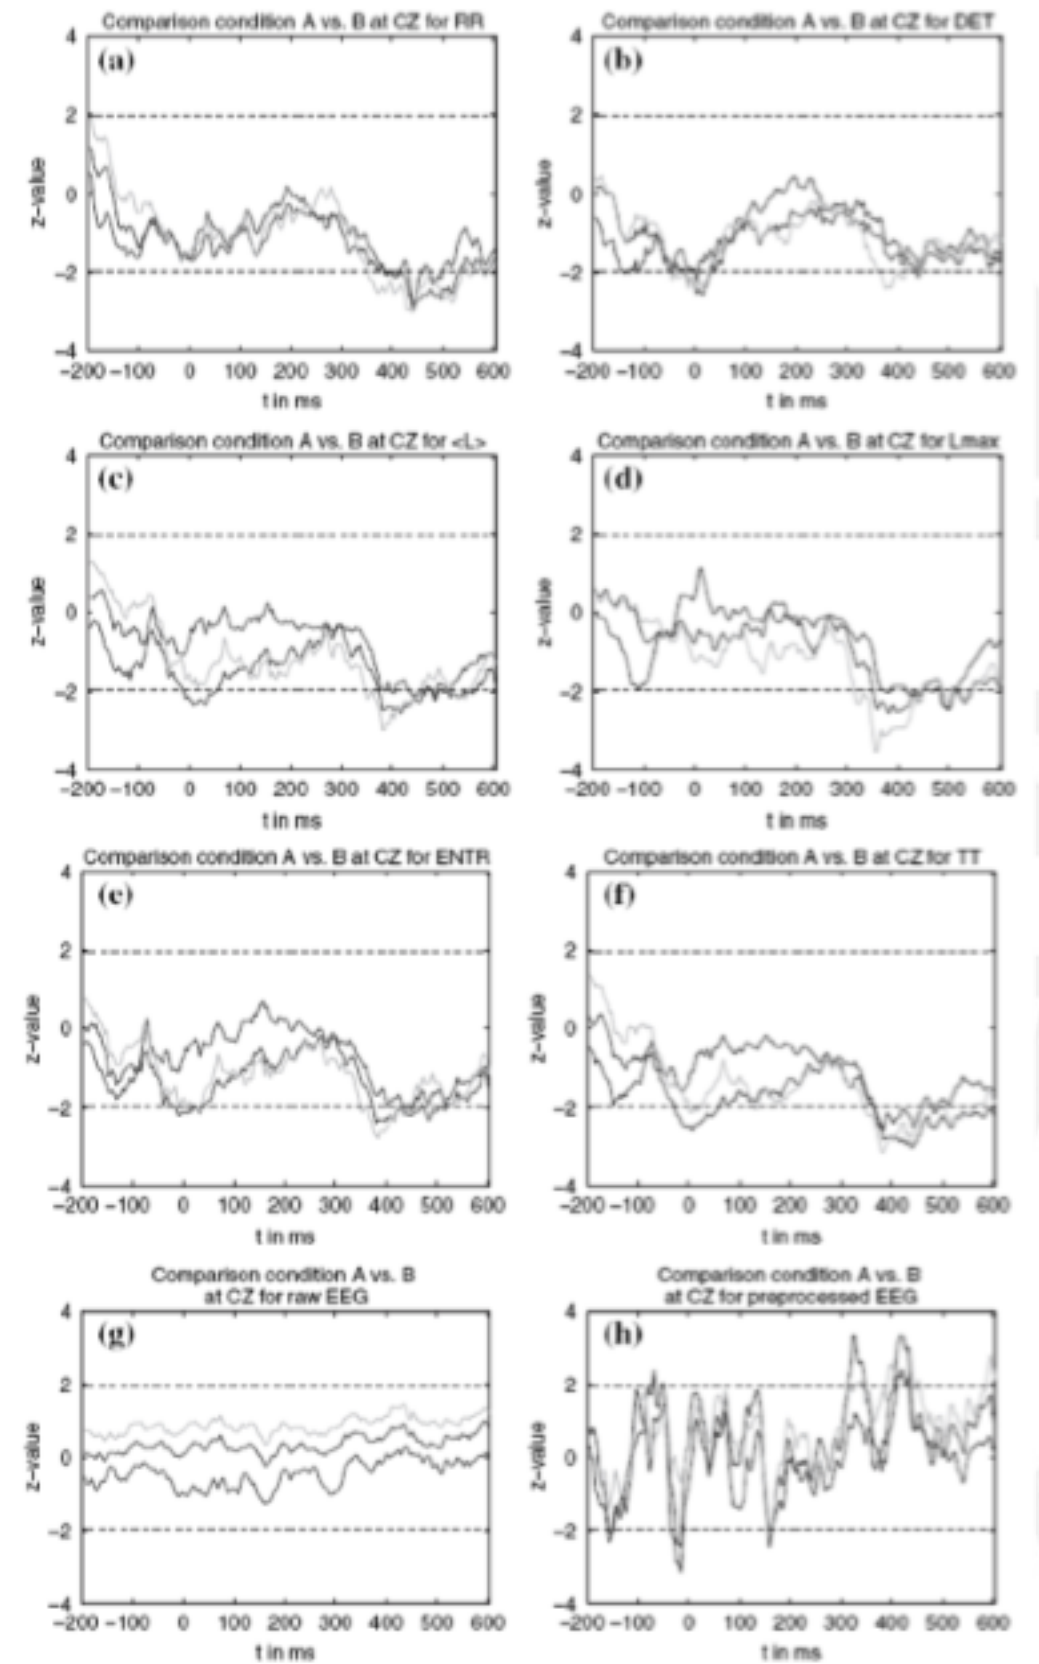 Comparison condition A vs. B at CZ for RR
(a)
4
2
0
−2
−4
z−value
−200 −100 0 100 200 300 400 500 600
t in ms
Comparison condition A vs. B at CZ for DET
(b)
4
2
0
−2
−4
z−value
−200 −100 0 100 200 300 400 500 600
t in ms
Comparison condition A vs. B at CZ for <L>
(c)
4
2
0
−2
−4
z−value
−200 −100 0 100 200 300 400 500 600
t in ms
Comparison condition A vs. B at CZ for Lmax
(d)
4
2
0
−2
−4
z−value
−200 −100 0 100 200 300 400 500 600
t in ms
Comparison condition A vs. B at CZ for ENTR
(e)
4
2
0
−2
−4
z−value
−200 −100 0 100 200 300 400 500 600
t in ms
Comparison condition A vs. B at CZ for TT
(f)
4
2
0
−2
−4
z−value
−200 −100 0 100 200 300 400 500 600
t in ms
Comparison condition A vs. B
at CZ for raw EEG
(g)
4
2
0
−2
−4
z−value
−200 −100 0 100 200 300 400 500 600
t in ms
Comparison condition A vs. B
at CZ for preprocessed EEG
(h)
4
2
0
−2
−4
z−value
−200 −100 0 100 200 300 400 500 600
t in ms